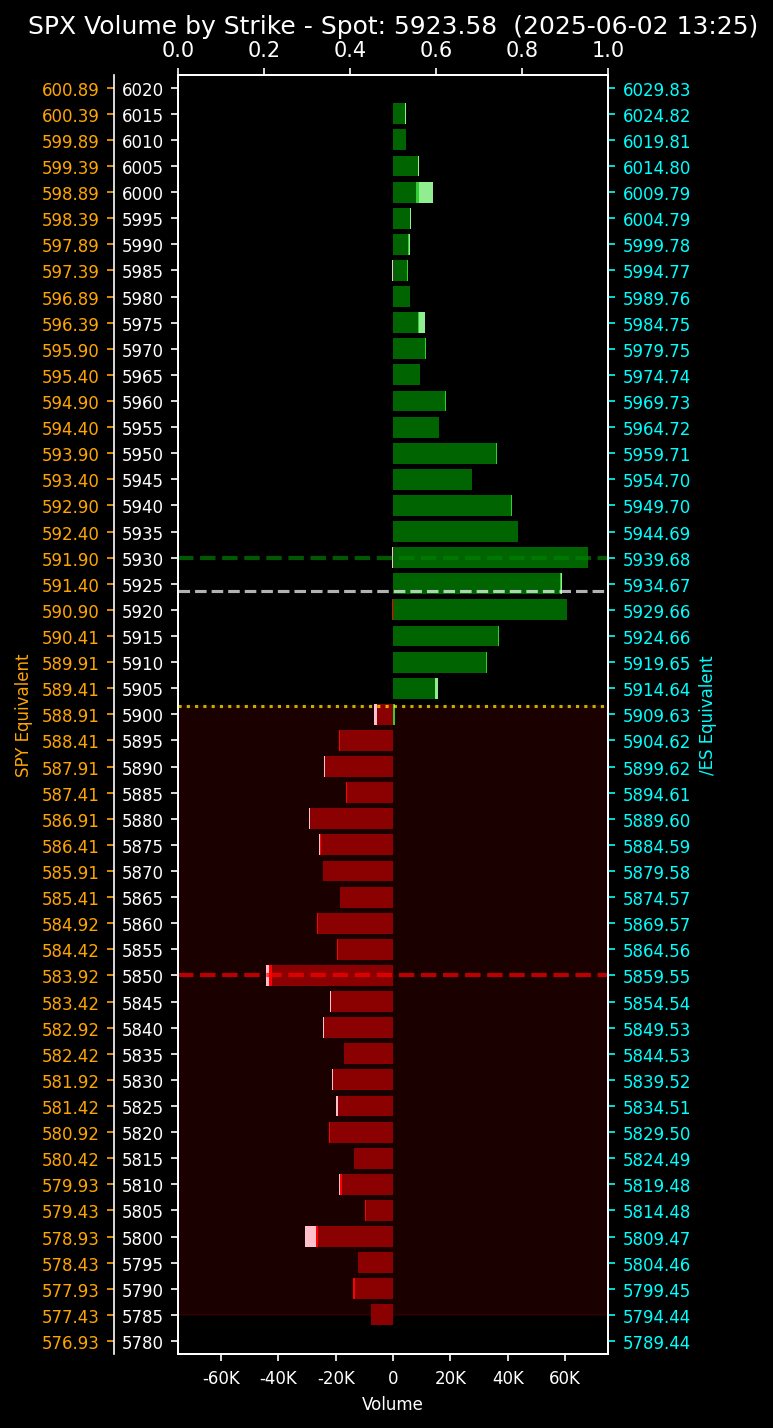 SPX Volume by Strike - Spot: 5923.58 (2025-06-02 13:25)
0.0 0.2 0.4 0.6 0.8 1.0
600.89 6020 6029.83
600.39 6015 6024.82
599.89 6010 6019.81
599.39 6005 6014.80
598.89 6000 6009.79
598.39 5995 6004.79
597.89 5990 5999.78
597.39 5985 5994.77
596.89 5980 5989.76
596.39 5975 5984.75
595.90 5970 5979.75
595.40 5965 5974.74
594.90 5960 5969.73
594.40 5955 5964.72
593.90 5950 5959.71
593.40 5945 5954.70
592.90 5940 5949.70
592.40 5935 5944.69
591.90 5930 5939.68
591.40 5925 5934.67
590.90 5920 5929.66
590.41 5915 5924.66
589.91 5910 5919.65
589.41 5905 5914.64
588.91 5900 5909.63
588.41 5895 5904.62
587.91 5890 5899.62
587.41 5885 5894.61
586.91 5880 5889.60
586.41 5875 5884.59
585.91 5870 5879.58
585.41 5865 5874.57
584.92 5860 5869.57
584.42 5855 5864.56
583.92 5850 5859.55
583.42 5845 5854.54
582.92 5840 5849.53
582.42 5835 5844.53
581.92 5830 5839.52
581.42 5825 5834.51
580.92 5820 5829.50
580.42 5815 5824.49
579.93 5810 5819.48
579.43 5805 5814.48
578.93 5800 5809.47
578.43 5795 5804.46
577.93 5790 5799.45
577.43 5785 5794.44
576.93 5780 5789.44
SPY Equivalent
/ES Equivalent
-60K -40K -20K 0 20K 40K 60K
Volume